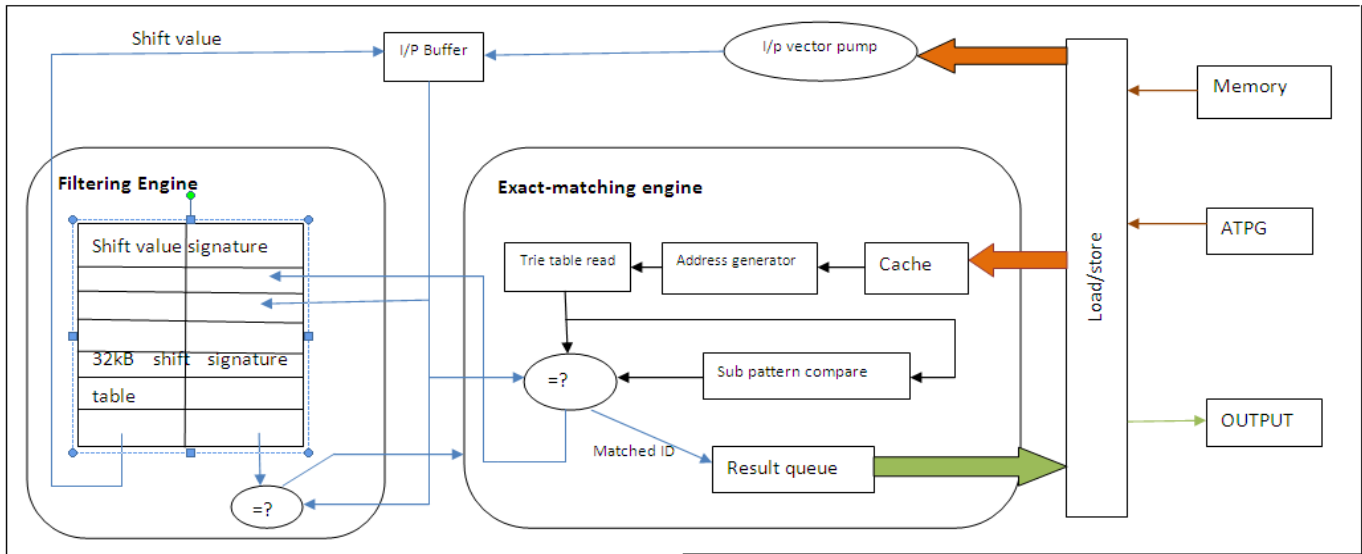 Shift value
I/P Buffer
I/p vector pump
Memory
Filtering Engine
Exact-matching engine
Shift value signature
Trie table read
Address generator
Cache
ATPG
Load/store
32kB shift signature
table
=?
Sub pattern compare
OUTPUT
Matched ID
Result queue
=?